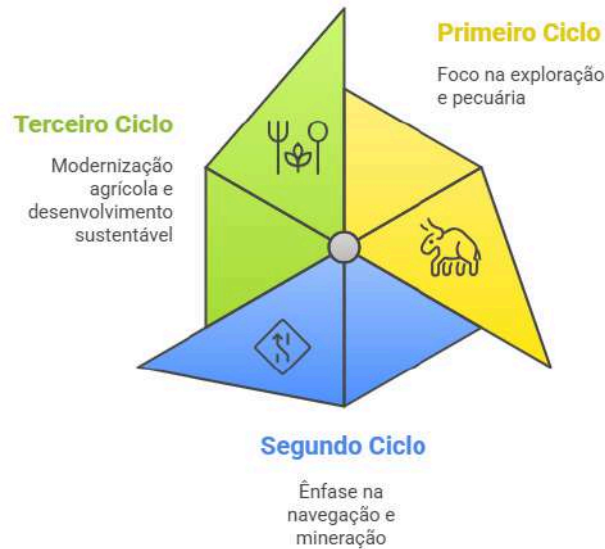 Primeiro Ciclo
Foco na exploração
e pecuária
Terceiro Ciclo
Modernização
agrícola e
desenvolvimento
sustentável
Segundo Ciclo
Ênfase na
navegação e
mineração